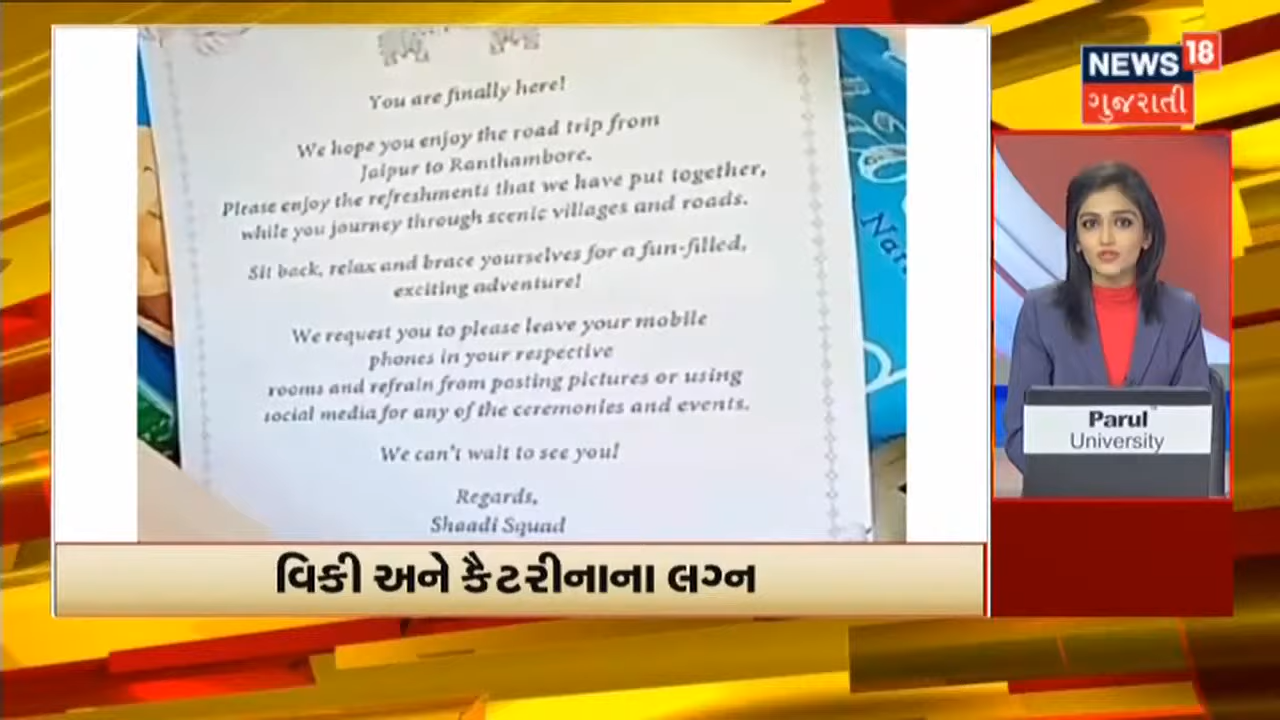 You are finally here!
We hope you enjoy the road trip from
Jaipur to Ranthambore.
Please enjoy the refreshments that we have put together,
while you journey through scenic villages and roads.
Sit back, relax and brace yourselves for a fun-filled,
exciting adventure!
We request you to please leave your mobile
phones in your respective
rooms and refrain from posting pictures or using
social media for any of the ceremonies and events.
We can't wait to see you!
Regards,
Shaadi Squad
વિકી અને કૈટરીનાના લગ્ન
NEWS 18
ગુજરાતી
Parul
University